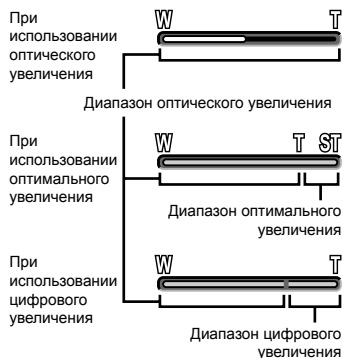 При
использовании
оптического
увеличения
W T
Диапазон оптического увеличения
При
использовании
оптимального
увеличения
W T ST
Диапазон оптимального
увеличения
При
использовании
цифрового
увеличения
W T
Диапазон цифрового
увеличения